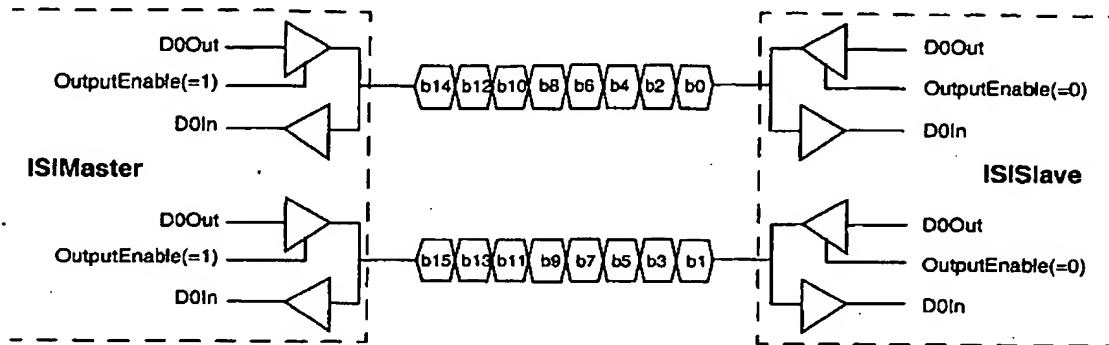 D0Out
OutputEnable(=1)
D0In
ISIMaster
D0Out
OutputEnable(=1)
D0In
b14 b12 b10 b8 b6 b4 b2 b0
b15 b13 b11 b9 b7 b5 b3 b1
D0Out
OutputEnable(=0)
D0In
ISISlave
D0Out
OutputEnable(=0)
D0In